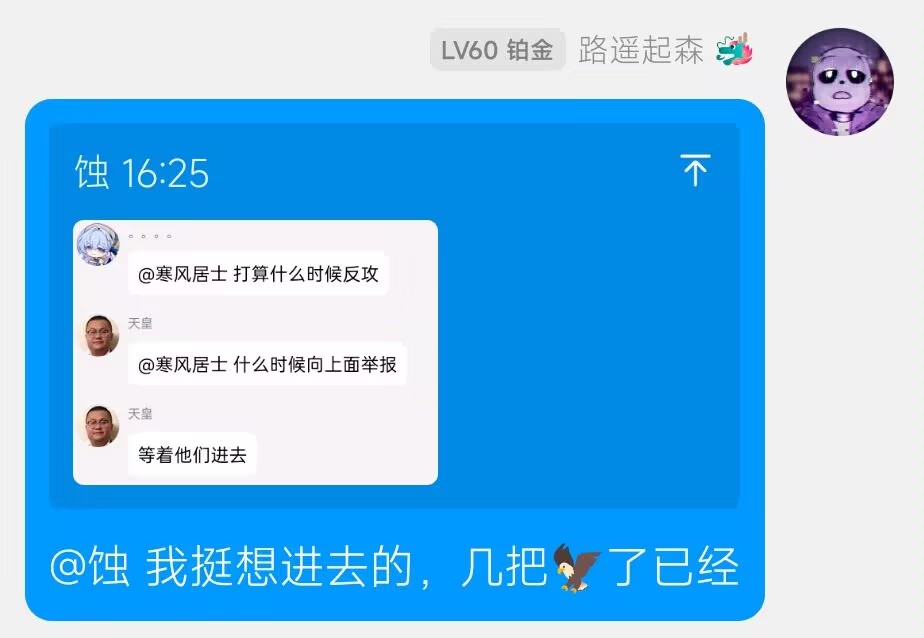 LV60 铂金 路遥起森
蚀 16:25
。。。。
@寒风居士 打算什么时候反攻
天皇
@寒风居士 什么时候向上面举报
天皇
等着他们进去
@蚀 我挺想进去的，几把🦅了已经